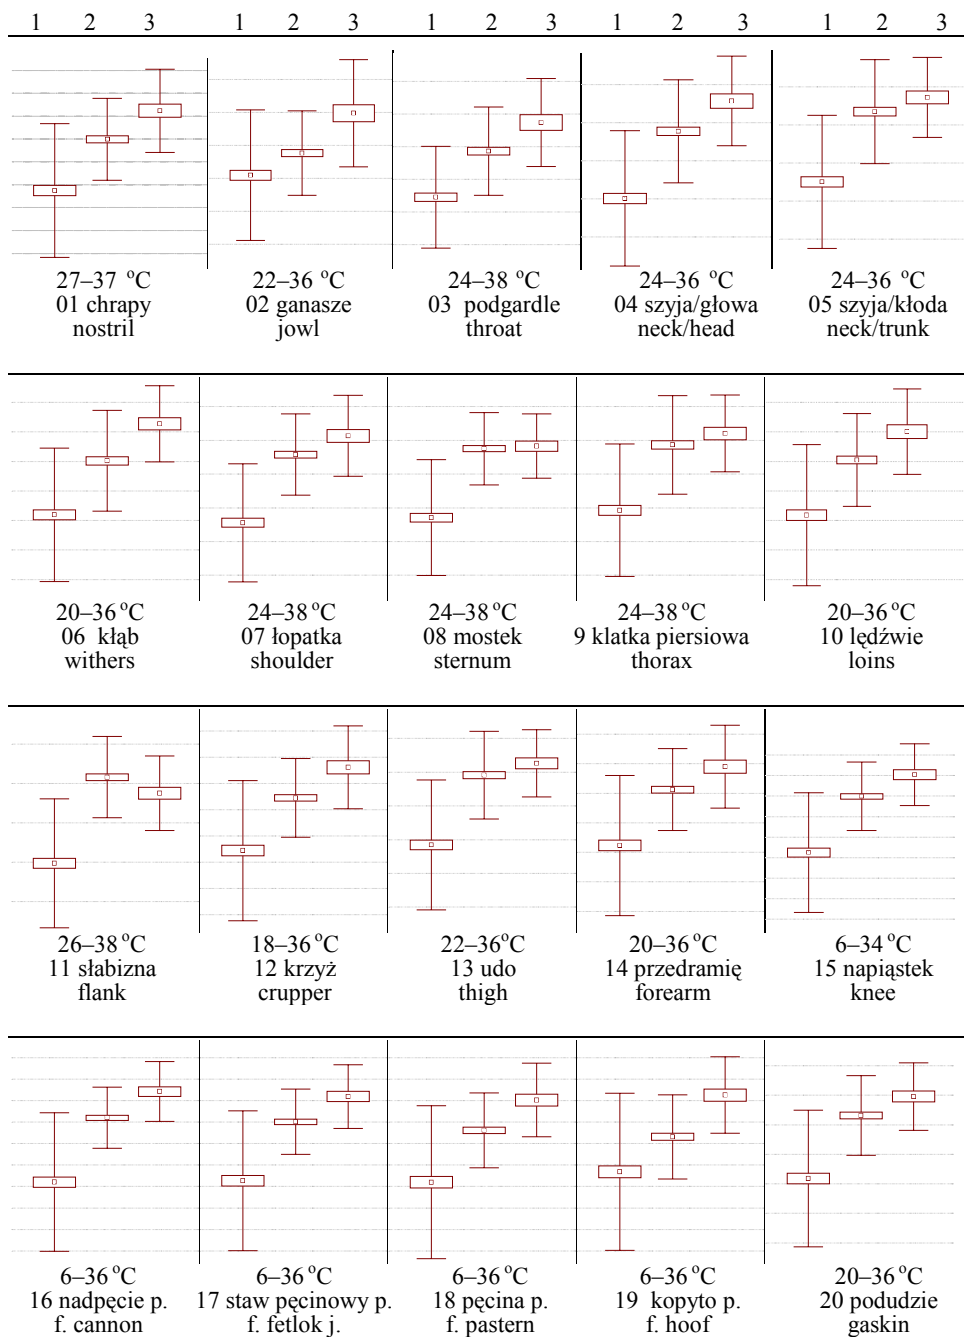 1 2 3 1 2 3 1 2 3 1 2 3 1 2 3
27–37 °C 22–36 °C 24–38 °C 24–36 °C 24–36 °C
01 chrapy 02 ganasze 03 podgardle 04 szyja/głowa 05 szyja/kłoda
nostril jowl throat neck/head neck/trunk
20–36 °C 24–38 °C 24–38 °C 24–38 °C 20–36 °C
06 kłąb 07 łopatka 08 mostek 9 klatka piersiowa 10 lędźwie
withers shoulder sternum thorax loins
26–38 °C 18–36 °C 22–36 °C 20–36 °C 6–34 °C
11 słabizna 12 krzyż 13 udo 14 przedramię 15 napiąstek
flank crupper thigh forearm knee
6–36 °C 6–36 °C 6–36 °C 6–36 °C 20–36 °C
16 nadpęcie p. 17 staw pęcinowy p. 18 pęcina p. 19 kopyto p. 20 podudzie
f. cannon f. fetlok j. f. pastern f. hoof gaskin